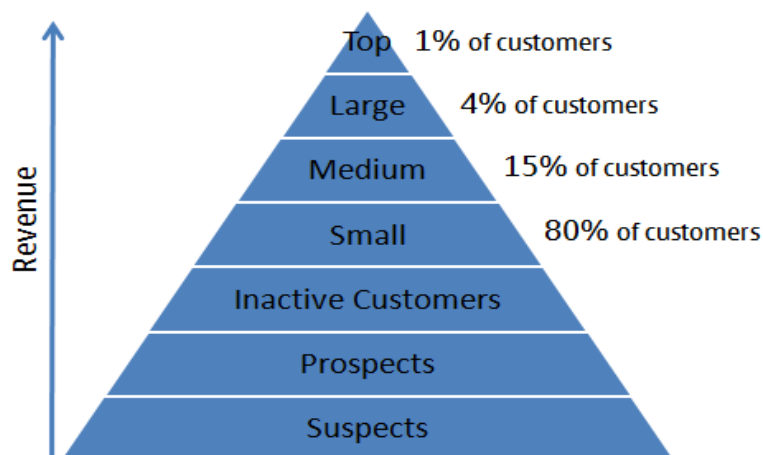 Top 1% of customers
Large 4% of customers
Medium 15% of customers
Small 80% of customers
Inactive Customers
Prospects
Suspects
Revenue